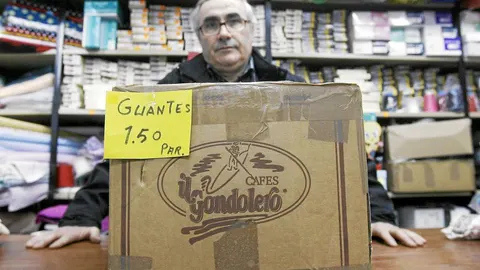 GUANTES
1.50
PAR.
CAFES
il
Gondolero